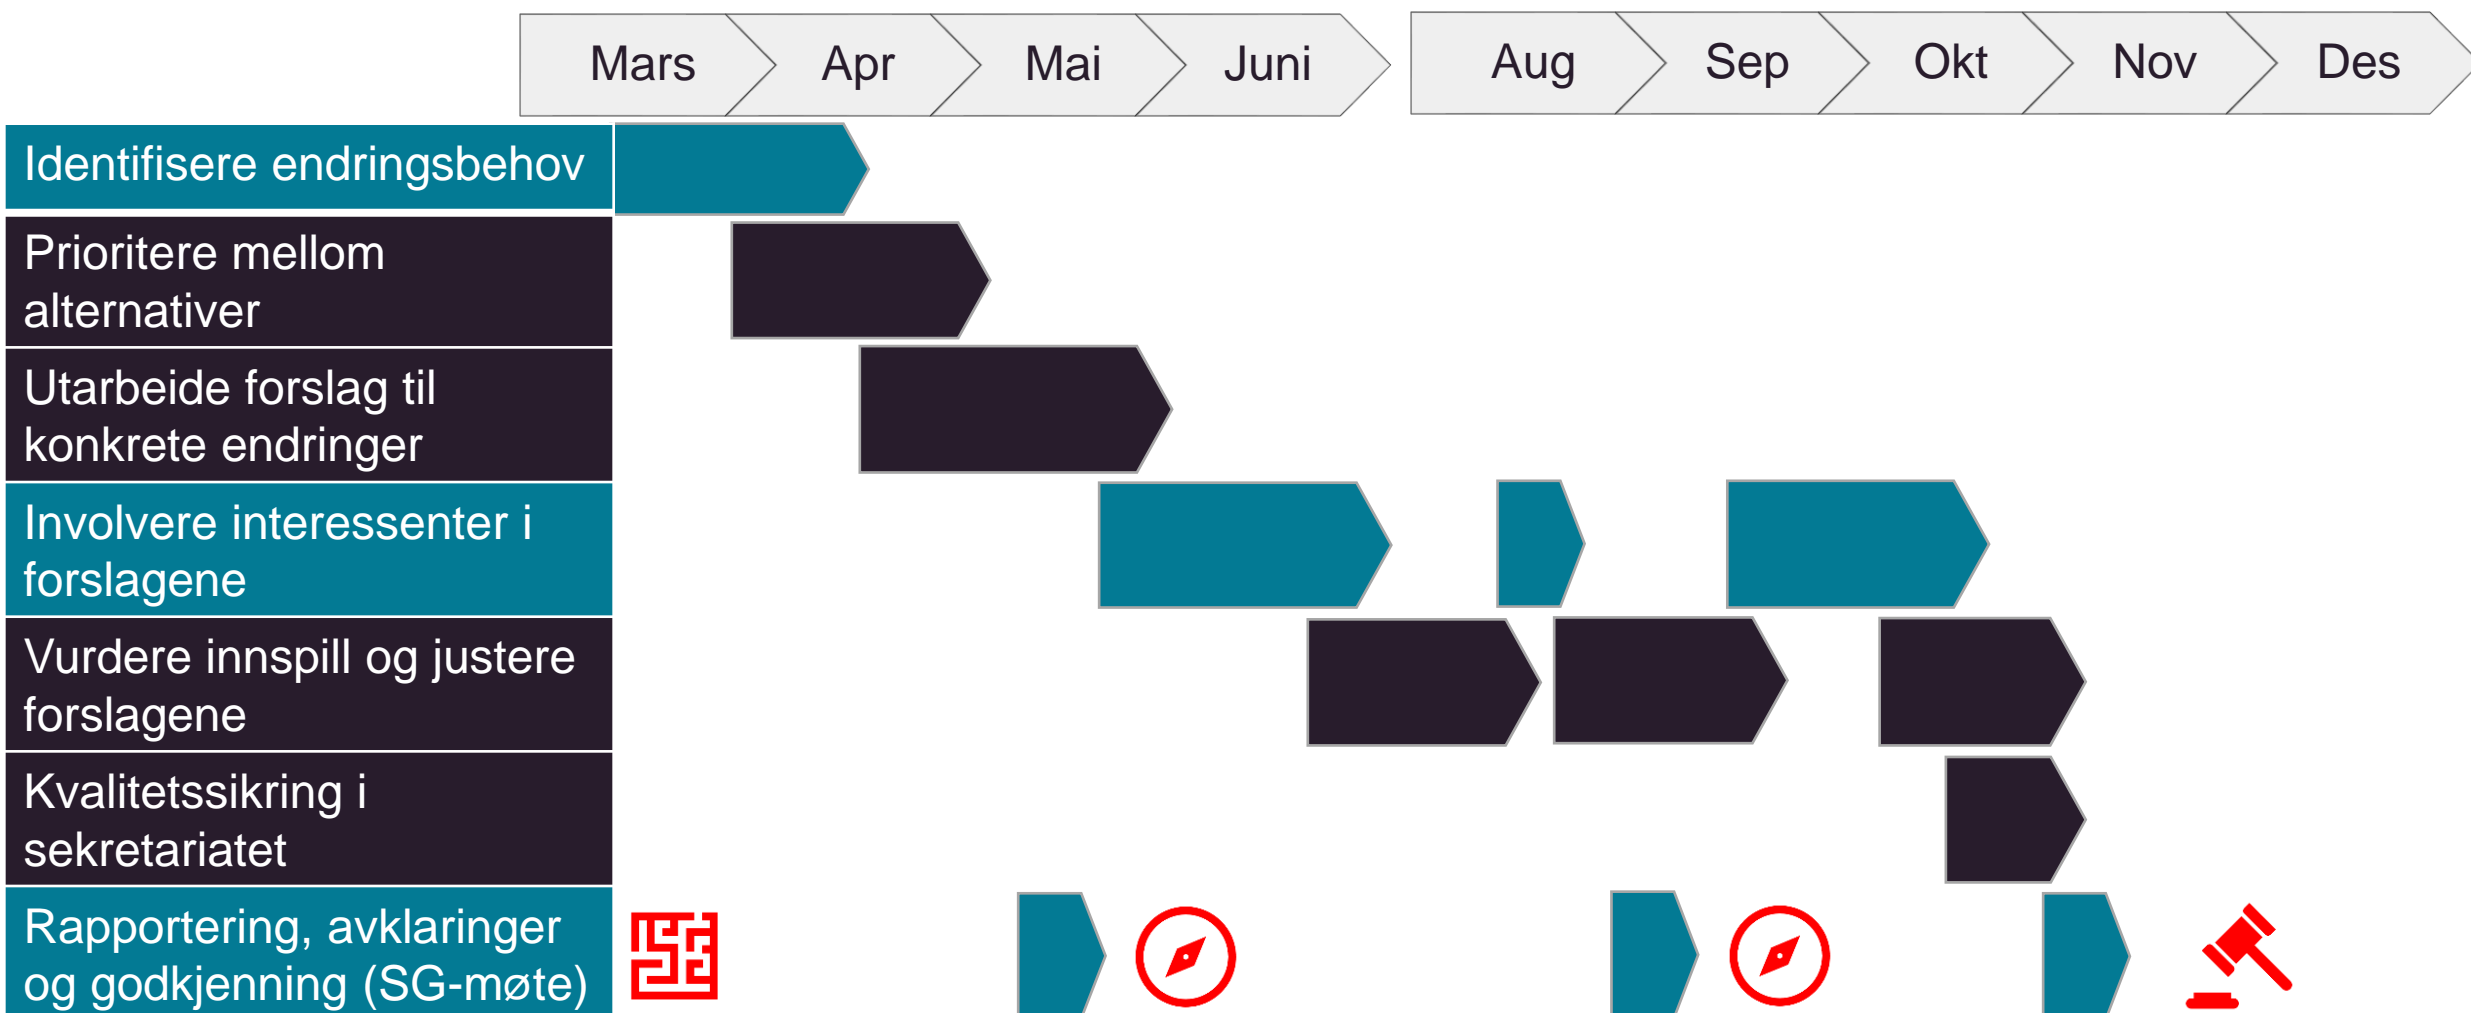 Mars Apr Mai Juni Aug Sep Okt Nov Des
Identifisere endringsbehov
Prioritere mellom
alternativer
Utarbeide forslag til
konkrete endringer
Involvere interessenter i
forslagene
Vurdere innspill og justere
forslagene
Kvalitetssikring i
sekretariatet
Rapportering, avklaringer
og godkjenning (SG-møte)